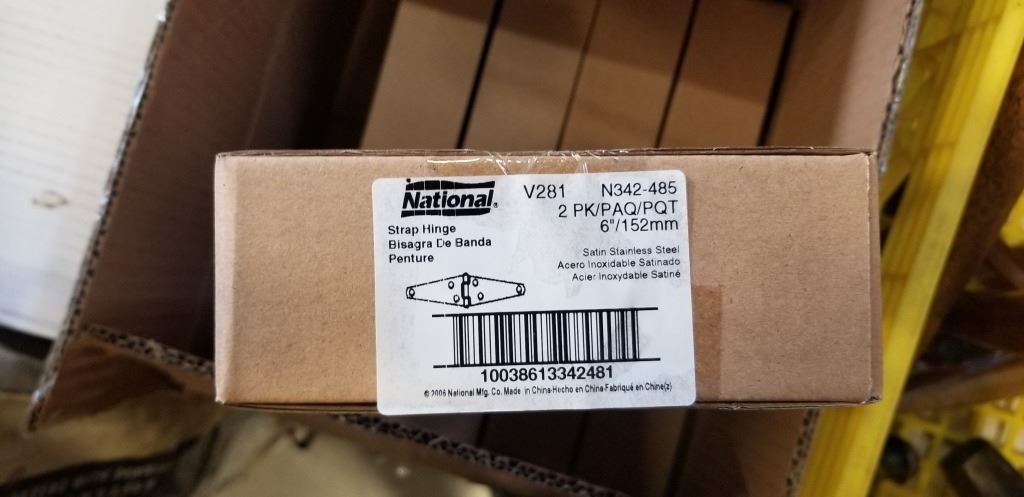 National®
V281 N342-485
2 PK/PAQ/PQT
6"/152mm
Strap Hinge
Bisagra De Banda
Penture
Satin Stainless Steel
Acero Inoxidable Satinado
Acier Inoxydable Satiné
10038613342481
© 2006 National Mfg. Co. Made in China-Hecho en China-Fabriqué en Chine(z)